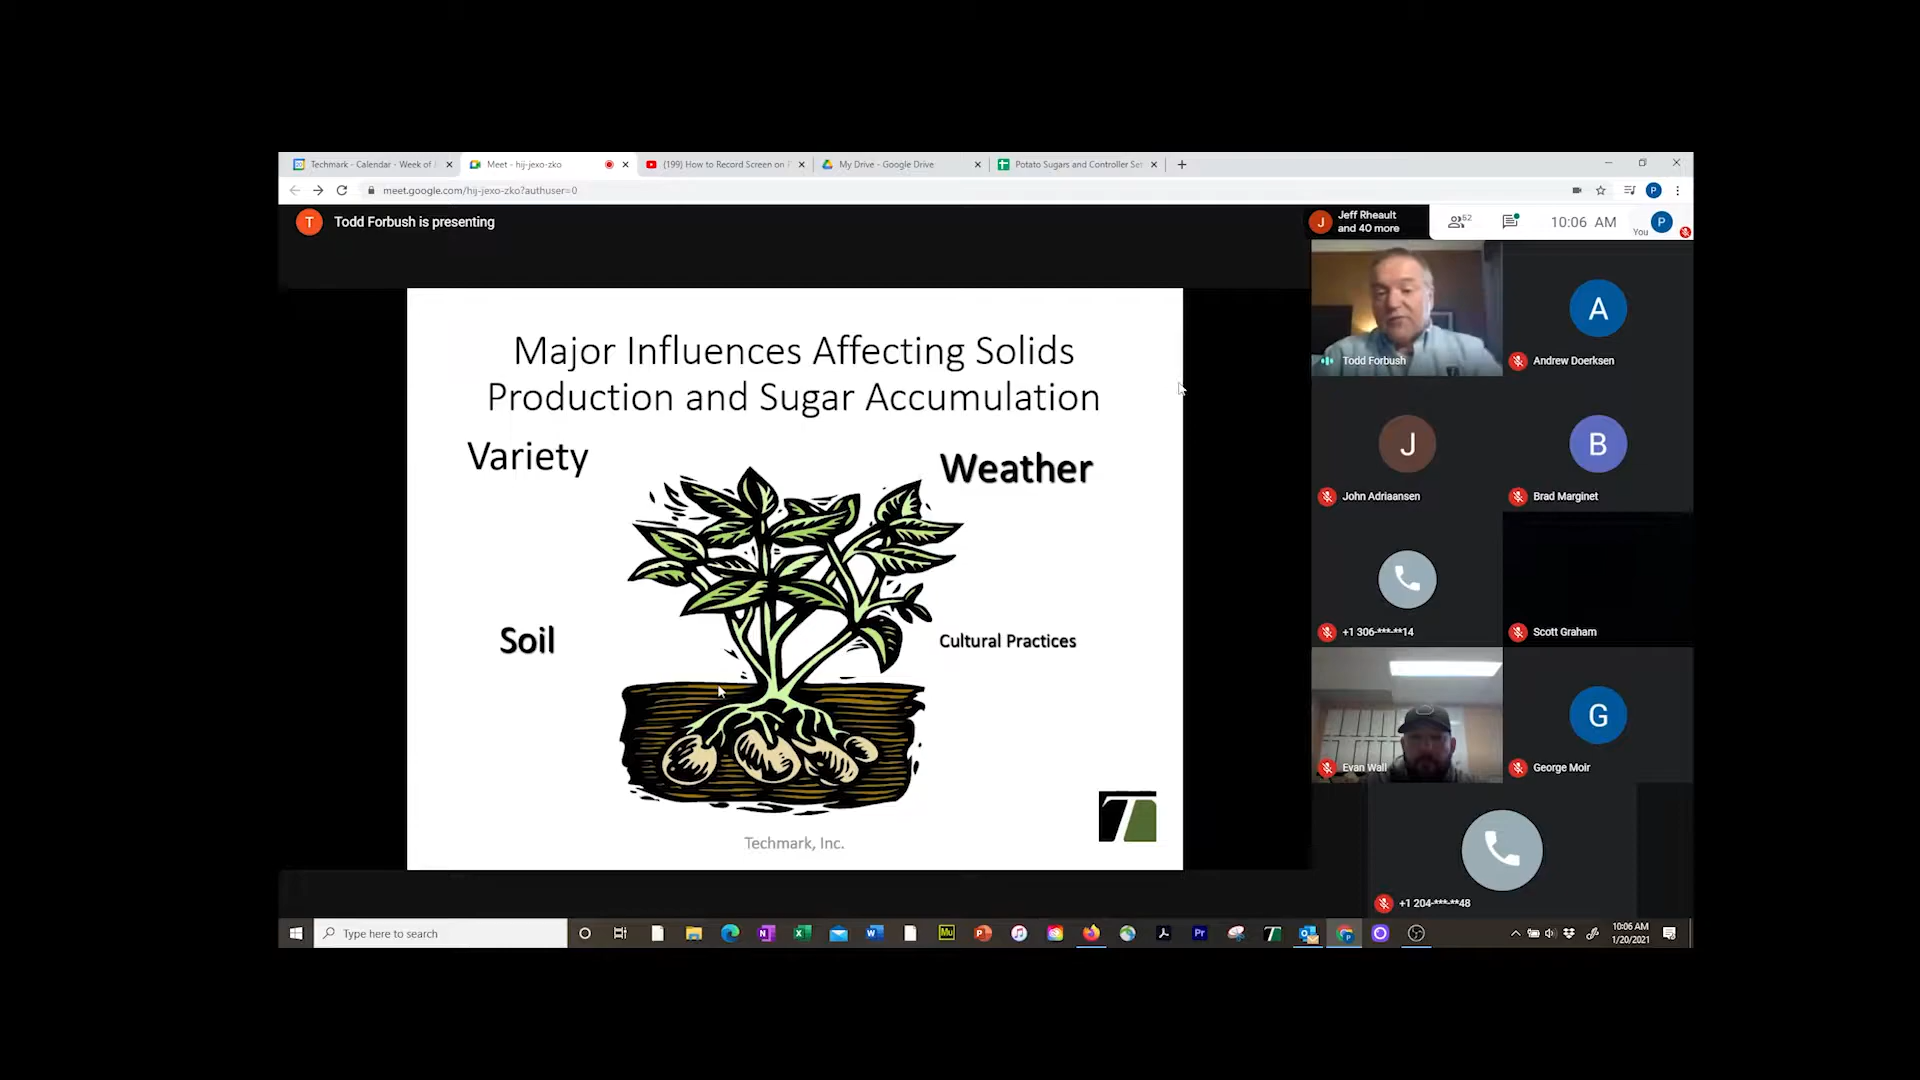 Techmark - Calendar - Week of
Meet - hij-jexo-zko
(199) How to Record Screen on
My Drive - Google Drive
Potato Sugars and Controller Set
meet.google.com/hij-jexo-zko?authuser=0
P
T
Todd Forbush is presenting
J
Jeff Rheault
and 40 more
52
10:06 AM
You
P
Major Influences Affecting Solids
Production and Sugar Accumulation
Variety
Weather
Soil
Cultural Practices
Techmark, Inc.
T
Todd Forbush
A
Andrew Doerksen
J
John Adriaansen
B
Brad Marginet
+1 306-***-**14
Scott Graham
Evan Wall
G
George Moir
+1 204-***-**48
Type here to search
Mu
Pr
T
10:06 AM
1/20/2021